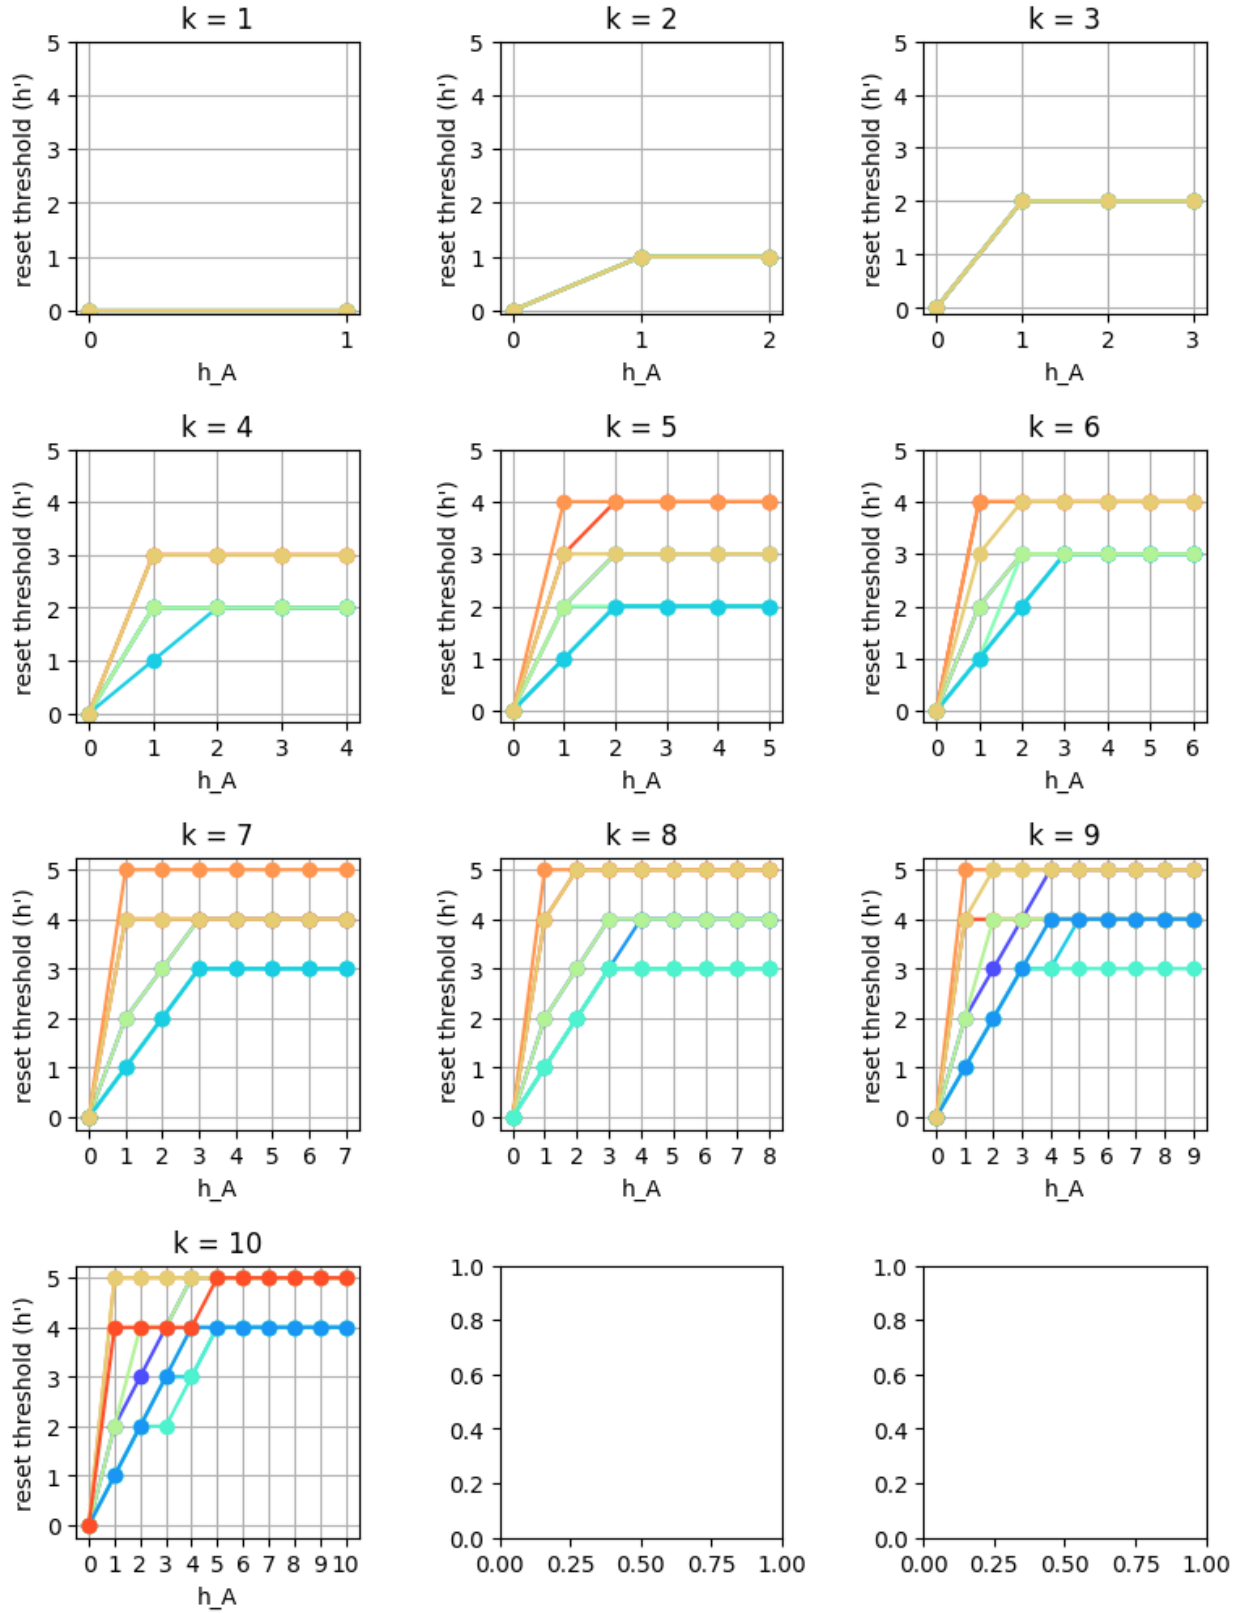 k = 1
k = 2
k = 3
5
4
3
2
1
0
reset threshold (h')
0 1
h_A
5
4
3
2
1
0
reset threshold (h')
0 1 2
h_A
5
4
3
2
1
0
reset threshold (h')
0 1 2 3
h_A
k = 4
k = 5
k = 6
5
4
3
2
1
0
reset threshold (h')
0 1 2 3 4
h_A
5
4
3
2
1
0
reset threshold (h')
0 1 2 3 4 5
h_A
5
4
3
2
1
0
reset threshold (h')
0 1 2 3 4 5 6
h_A
k = 7
k = 8
k = 9
5
4
3
2
1
0
reset threshold (h')
0 1 2 3 4 5 6 7
h_A
5
4
3
2
1
0
reset threshold (h')
0 1 2 3 4 5 6 7 8
h_A
5
4
3
2
1
0
reset threshold (h')
0 1 2 3 4 5 6 7 8 9
h_A
k = 10
5
4
3
2
1
0
reset threshold (h')
0 1 2 3 4 5 6 7 8 9 10
h_A
1.0
0.8
0.6
0.4
0.2
0.0
0.00 0.25 0.50 0.75 1.00
1.0
0.8
0.6
0.4
0.2
0.0
0.00 0.25 0.50 0.75 1.00